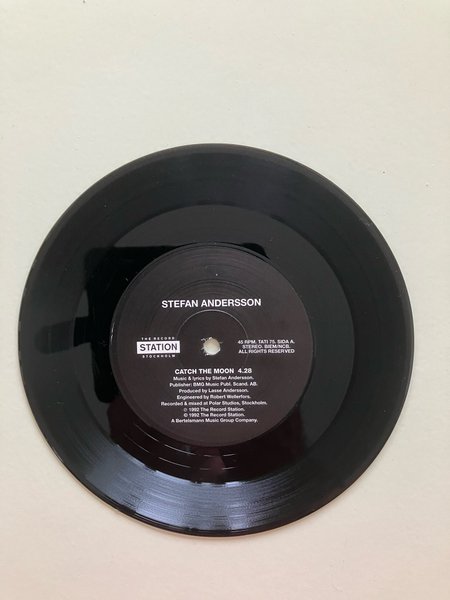 STEFAN ANDERSSON
THE RECORD
STATION
STOCKHOLM
45 RPM. TATI 75. SIDA A.
STEREO. BIEM/NCB.
ALL RIGHTS RESERVED
CATCH THE MOON 4.28
Music & lyrics by Stefan Andersson.
Publisher: BMG Music Publ. Scand. AB.
Produced by Lasse Andersson.
Engineered by Robert Wellerfors.
Recorded & mixed at Polar Studios, Stockholm.
℗ 1992 The Record Station.
© 1992 The Record Station.
A Bertelsmann Music Group Company.